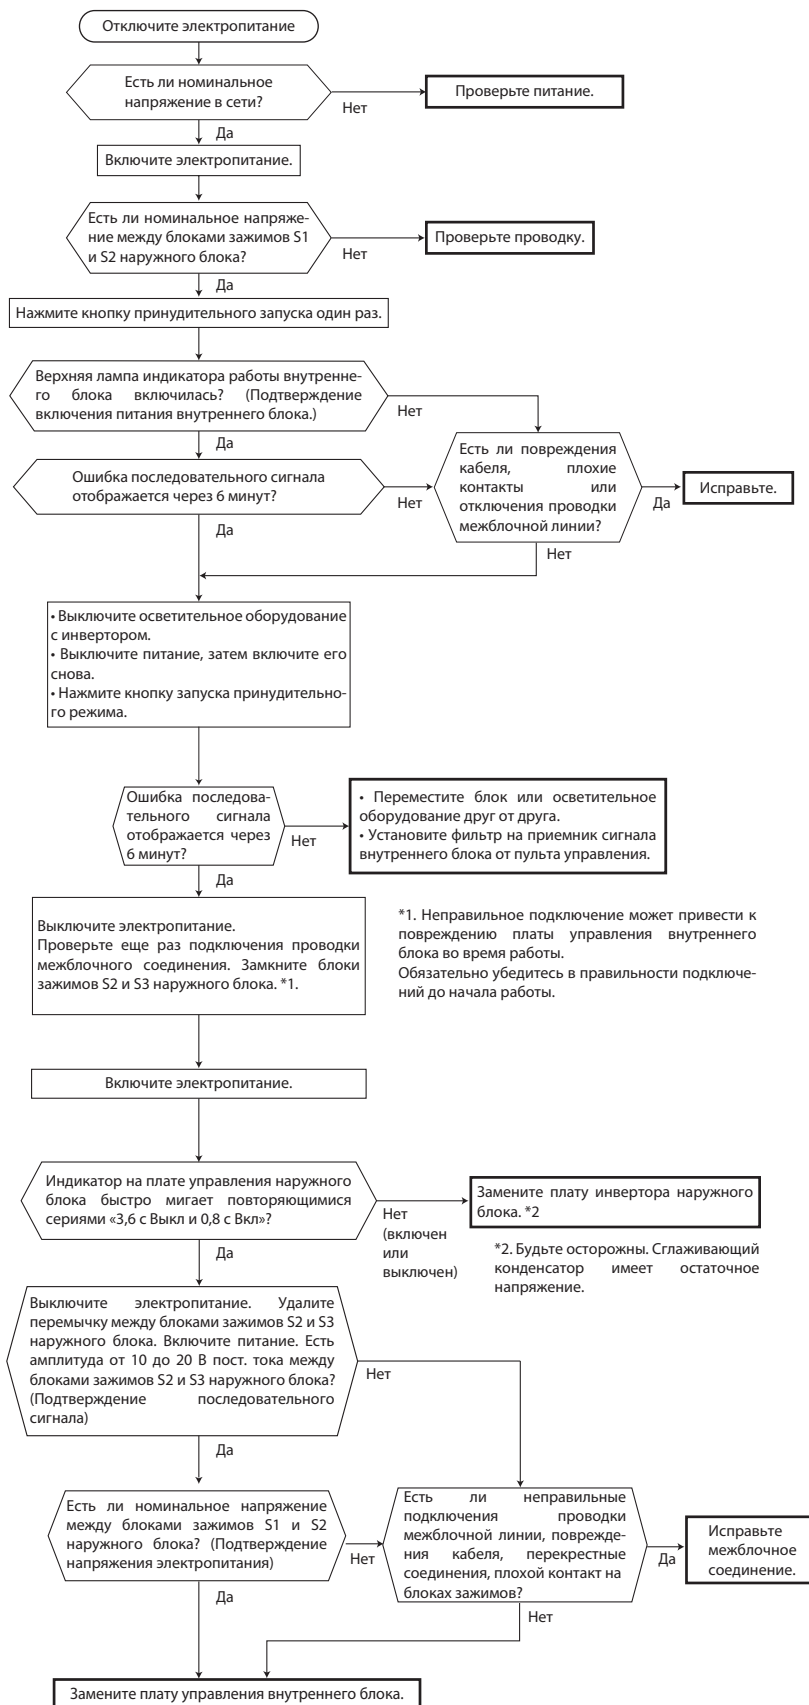 Отключите электропитание
Есть ли номинальное
напряжение в сети?
Нет
Проверьте питание.
Да
Включите электропитание.
Есть ли номинальное напряже-
ние между блоками зажимов S1
и S2 наружного блока?
Нет
Проверьте проводку.
Да
Нажмите кнопку принудительного запуска один раз.
Верхняя лампа индикатора работы внутренне-
го блока включилась? (Подтверждение
включения питания внутреннего блока.)
Нет
Да
Ошибка последовательного сигнала
отображается через 6 минут?
Нет
Есть ли повреждения
кабеля, плохие
контакты или
отключения проводки
межблочной линии?
Да
Исправьте.
Да
Нет
• Выключите осветительное оборудование
с инвертором.
• Выключите питание, затем включите его
снова.
• Нажмите кнопку запуска принудительно-
го режима.
Ошибка последова-
тельного сигнала
отображается через
6 минут?
Нет
• Переместите блок или осветительное
оборудование друг от друга.
• Установите фильтр на приемник сигнала
внутреннего блока от пульта управления.
Да
Выключите электропитание.
Проверьте еще раз подключения проводки
межблочного соединения. Замкните блоки
зажимов S2 и S3 наружного блока. *1.
*1. Неправильное подключение может привести к
повреждению платы управления внутреннего
блока во время работы.
Обязательно убедитесь в правильности подключе-
ний до начала работы.
Включите электропитание.
Индикатор на плате управления наружного
блока быстро мигает повторяющимися
сериями «3,6 с Выкл и 0,8 с Вкл»?
Нет
(включен
или
выключен)
Замените плату инвертора наружного
блока. *2
*2. Будьте осторожны. Сглаживающий
конденсатор имеет остаточное
напряжение.
Да
Выключите электропитание. Удалите
перемычку между блоками зажимов S2 и S3
наружного блока. Включите питание. Есть
амплитуда от 10 до 20 В пост. тока между
блоками зажимов S2 и S3 наружного блока?
(Подтверждение последовательного
сигнала)
Нет
Да
Есть ли номинальное напряжение
между блоками зажимов S1 и S2
наружного блока? (Подтверждение
напряжения электропитания)
Нет
Есть ли неправильные
подключения проводки
межблочной линии, поврежде-
ния кабеля, перекрестные
соединения, плохой контакт на
блоках зажимов?
Да
Исправьте
межблочное
соединение.
Да
Нет
Замените плату управления внутреннего блока.